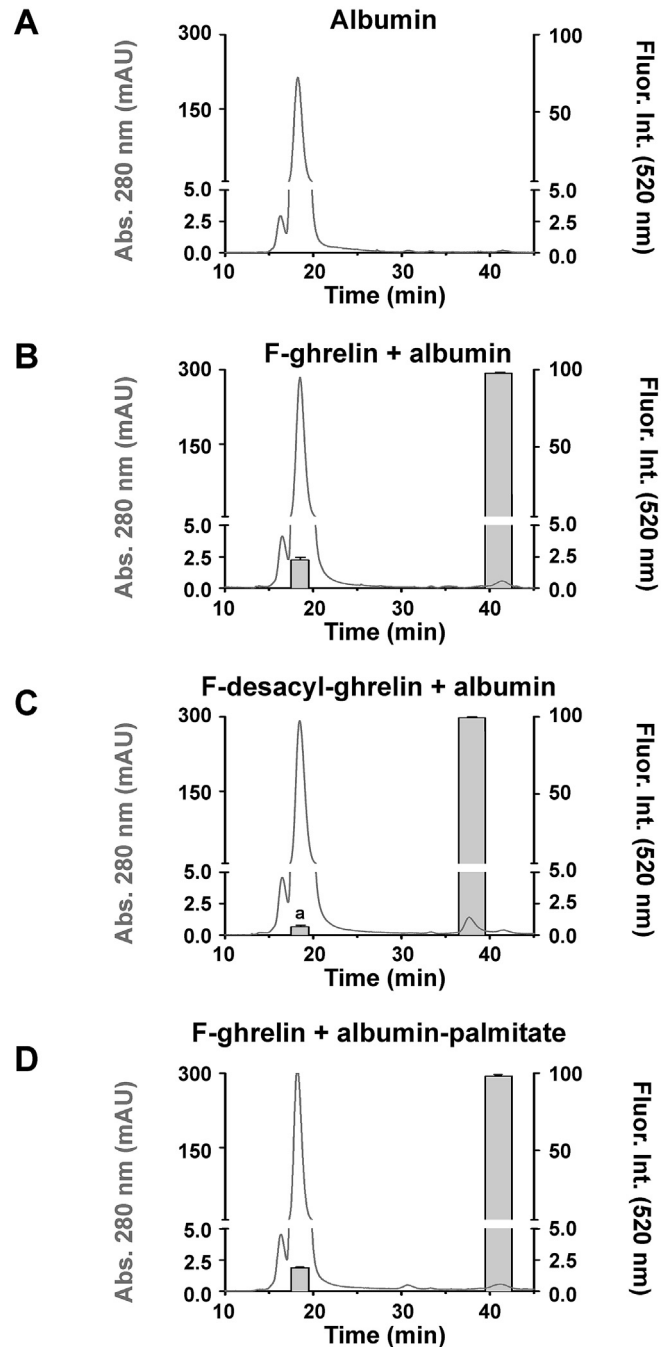 A
Albumin
Abs. 280 nm (mAU)
300
150
5.0
2.5
0.0
100
50
5.0
2.5
0.0
Fluor. Int. (520 nm)
10 20 30 40
Time (min)
B
F-ghrelin + albumin
Abs. 280 nm (mAU)
300
150
5.0
2.5
0.0
100
50
5.0
2.5
0.0
Fluor. Int. (520 nm)
10 20 30 40
Time (min)
C
F-desacyl-ghrelin + albumin
Abs. 280 nm (mAU)
300
150
5.0
2.5
0.0
a
100
50
5.0
2.5
0.0
Fluor. Int. (520 nm)
10 20 30 40
Time (min)
D
F-ghrelin + albumin-palmitate
Abs. 280 nm (mAU)
300
150
5.0
2.5
0.0
100
50
5.0
2.5
0.0
Fluor. Int. (520 nm)
10 20 30 40
Time (min)